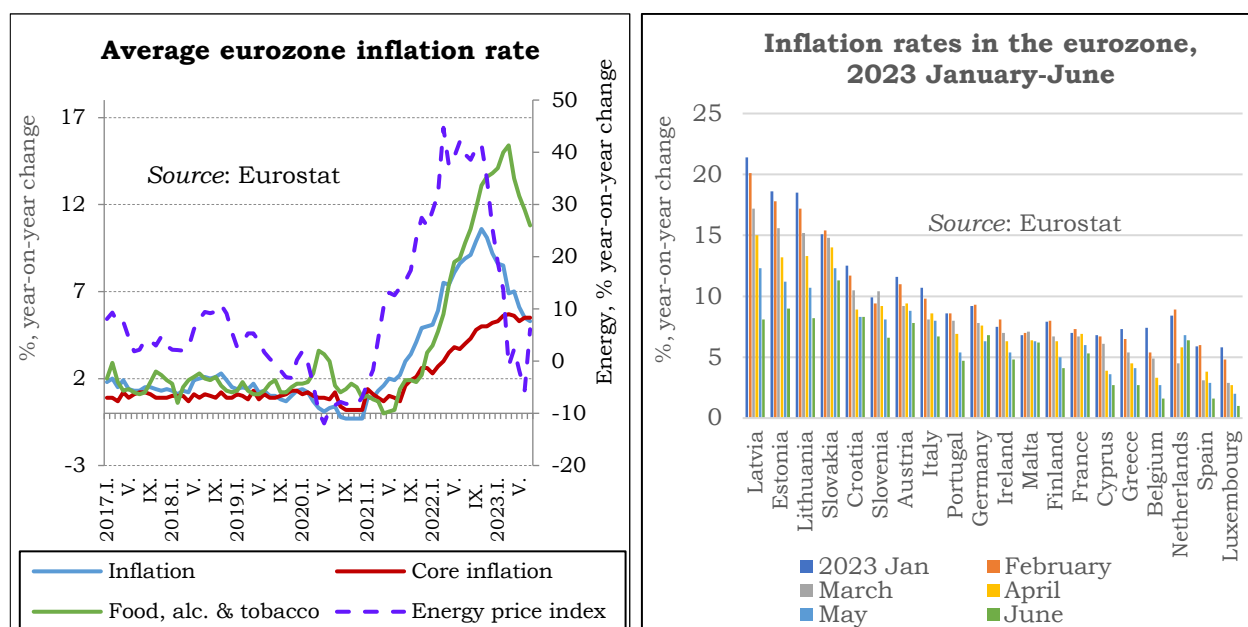 Average eurozone inflation rate
%, year-on-year change
Energy, % year-on-year change
Source: Eurostat
17
12
7
2
-3
50
40
30
20
10
0
-10
-20
2017.I.
V.
IX.
2018.I.
V.
IX.
2019.I.
V.
IX.
2020.I.
V.
IX.
2021.I.
V.
IX.
2022.I.
V.
IX.
2023.I.
V.
Inflation
Core inflation
Food, alc. & tobacco
Energy price index
Inflation rates in the eurozone,
2023 January-June
%, year-on-year change
Source: Eurostat
25
20
15
10
5
0
Latvia
Estonia
Lithuania
Slovakia
Croatia
Slovenia
Austria
Italy
Portugal
Germany
Ireland
Malta
Finland
France
Cyprus
Greece
Belgium
Netherlands
Spain
Luxembourg
2023 Jan
February
March
April
May
June